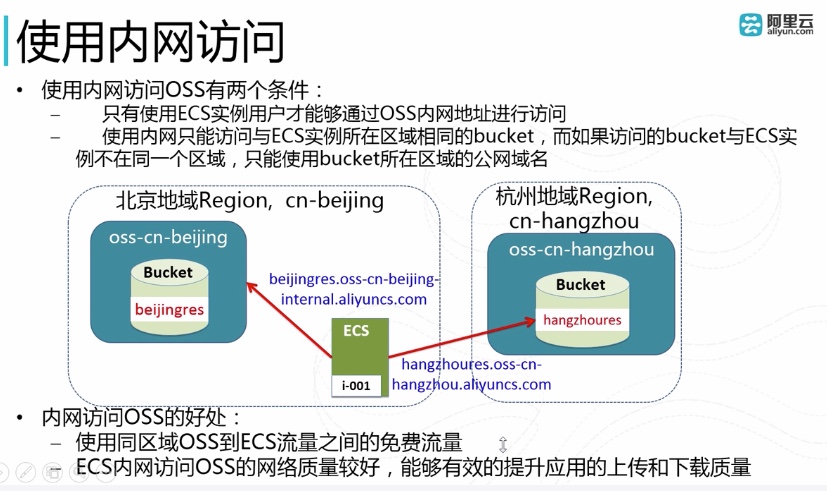 阿里云
aliyun.com
使用内网访问
• 使用内网访问OSS有两个条件：
– 只有使用ECS实例用户才能够通过OSS内网地址进行访问
– 使用内网只能访问与ECS实例所在区域相同的bucket，而如果访问的bucket与ECS实
例不在同一个区域，只能使用bucket所在区域的公网域名
北京地域Region, cn-beijing
oss-cn-beijing
Bucket
beijingres
beijingres.oss-cn-beijing-
internal.aliyuncs.com
ECS
i-001
杭州地域Region,
cn-hangzhou
oss-cn-hangzhou
Bucket
hangzhoures
hangzhoures.oss-cn-
hangzhou.aliyuncs.com
• 内网访问OSS的好处：
– 使用同区域OSS到ECS流量之间的免费流量
– ECS内网访问OSS的网络质量较好，能够有效的提升应用的上传和下载质量